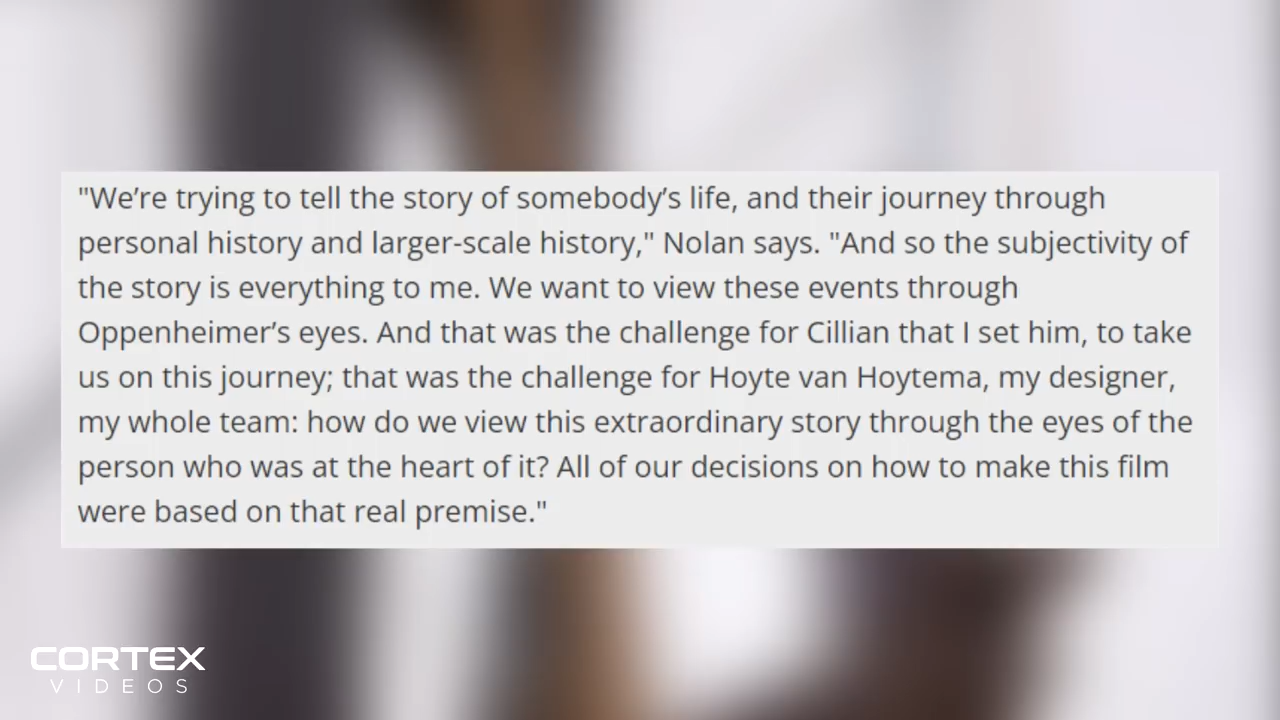 "We’re trying to tell the story of somebody’s life, and their journey through
personal history and larger-scale history," Nolan says. "And so the subjectivity of
the story is everything to me. We want to view these events through
Oppenheimer’s eyes. And that was the challenge for Cillian that I set him, to take
us on this journey; that was the challenge for Hoyte van Hoytema, my designer,
my whole team: how do we view this extraordinary story through the eyes of the
person who was at the heart of it? All of our decisions on how to make this film
were based on that real premise."
CORTEX
VIDEOS